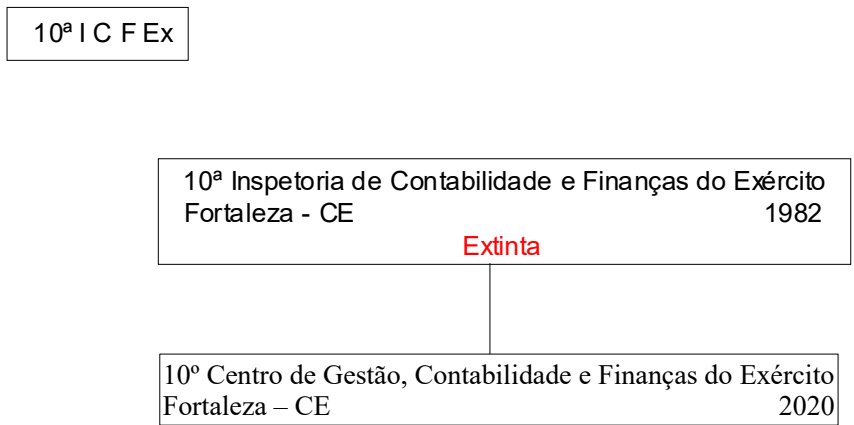 10ª I C F Ex
10ª Inspetoria de Contabilidade e Finanças do Exército
Fortaleza - CE 1982
Extinta
10º Centro de Gestão, Contabilidade e Finanças do Exército
Fortaleza – CE 2020